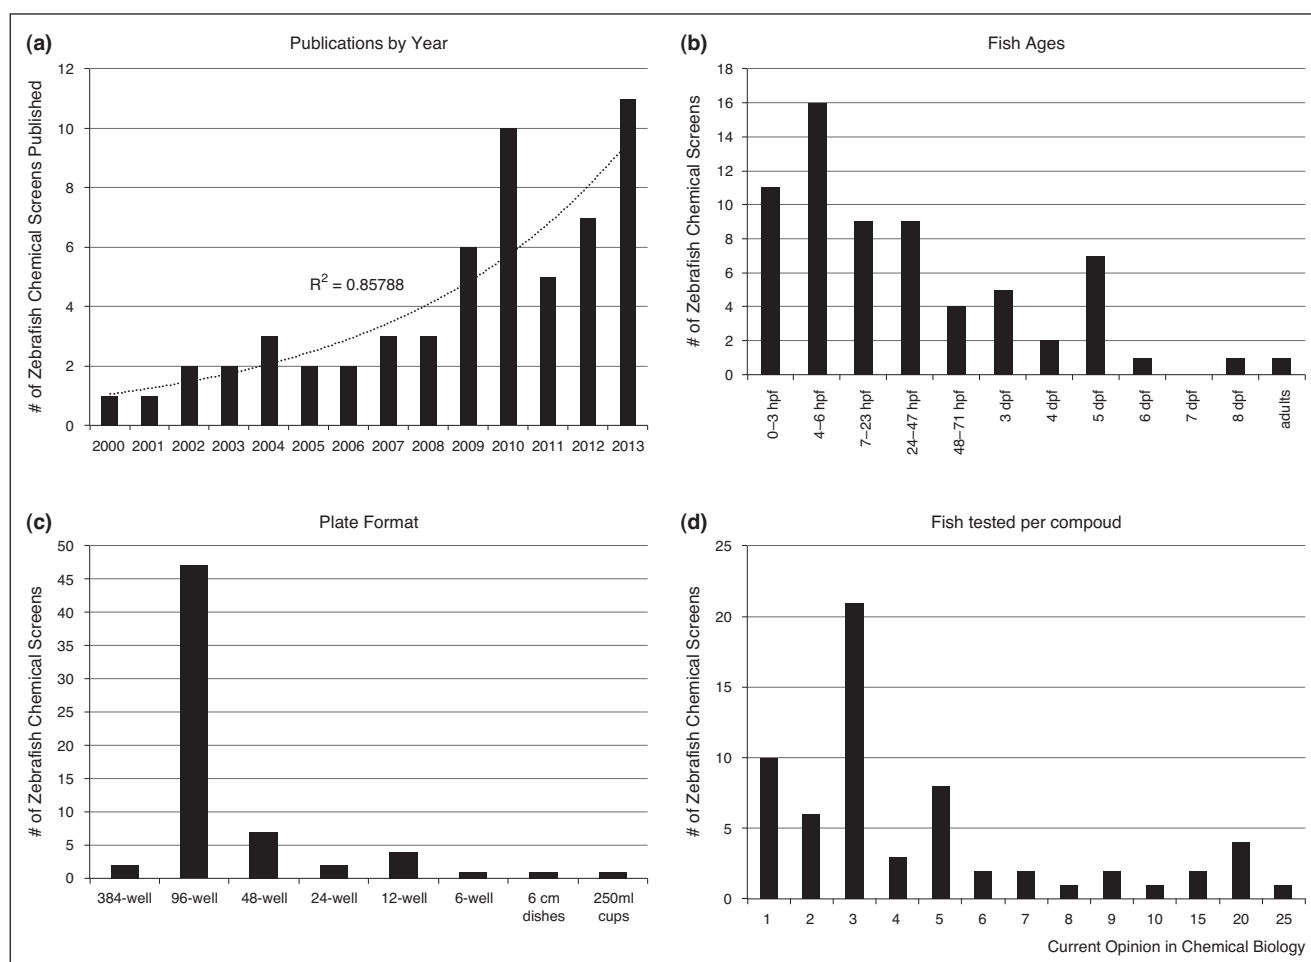 (a)
Publications by Year
# of Zebrafish Chemical Screens Published
12
10
8
6
4
2
0
R2 = 0.85788
2000 2001 2002 2003 2004 2005 2006 2007 2008 2009 2010 2011 2012 2013
(b)
Fish Ages
# of Zebrafish Chemical Screens
18
16
14
12
10
8
6
4
2
0
0–3 hpf
4–6 hpf
7–23 hpf
24–47 hpf
48–71 hpf
3 dpf
4 dpf
5 dpf
6 dpf
7 dpf
8 dpf
adults
(c)
Plate Format
# of Zebrafish Chemical Screens
50
45
40
35
30
25
20
15
10
5
0
384-well 96-well 48-well 24-well 12-well 6-well 6 cm 250ml
dishes cups
(d)
Fish tested per compoud
# of Zebrafish Chemical Screens
25
20
15
10
5
0
1 2 3 4 5 6 7 8 9 10 15 20 25
Current Opinion in Chemical Biology